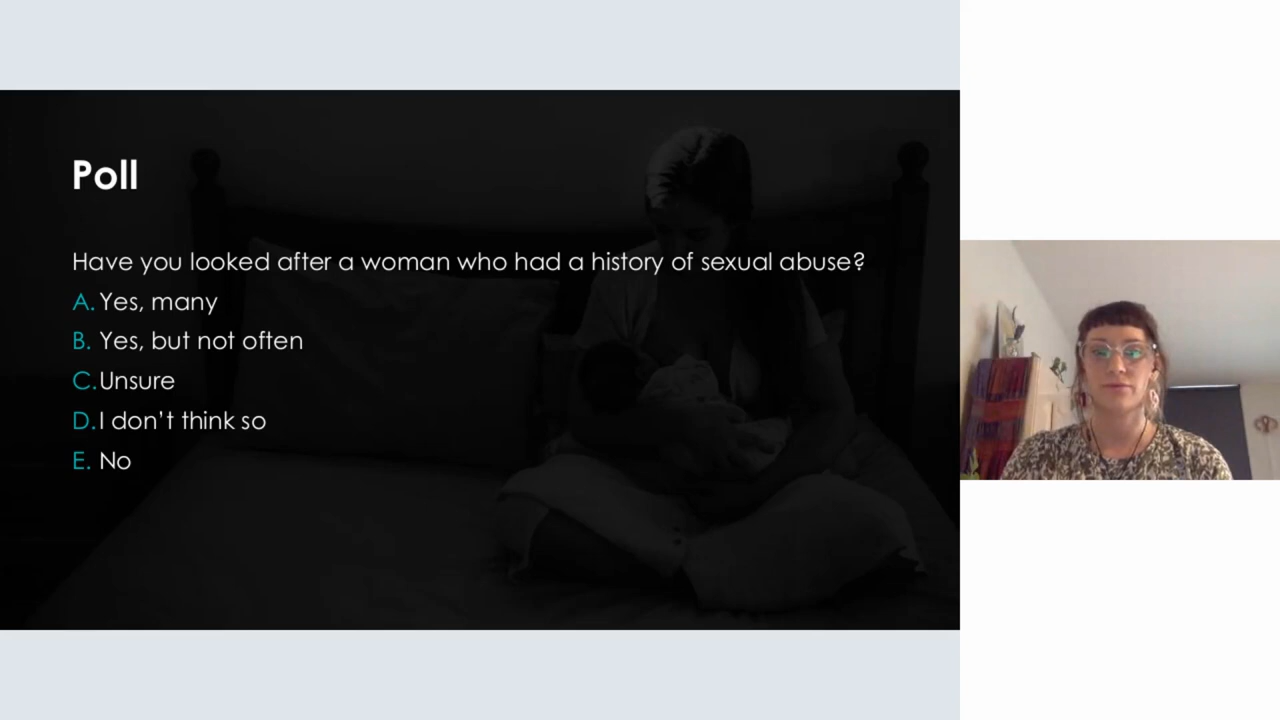 Poll
Have you looked after a woman who had a history of sexual abuse?
A. Yes, many
B. Yes, but not often
C. Unsure
D. I don't think so
E. No